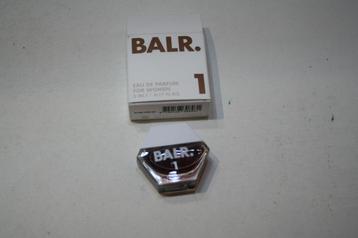 BALR.
EAU DE PARFUM
FOR WOMEN
1
BALR.
1